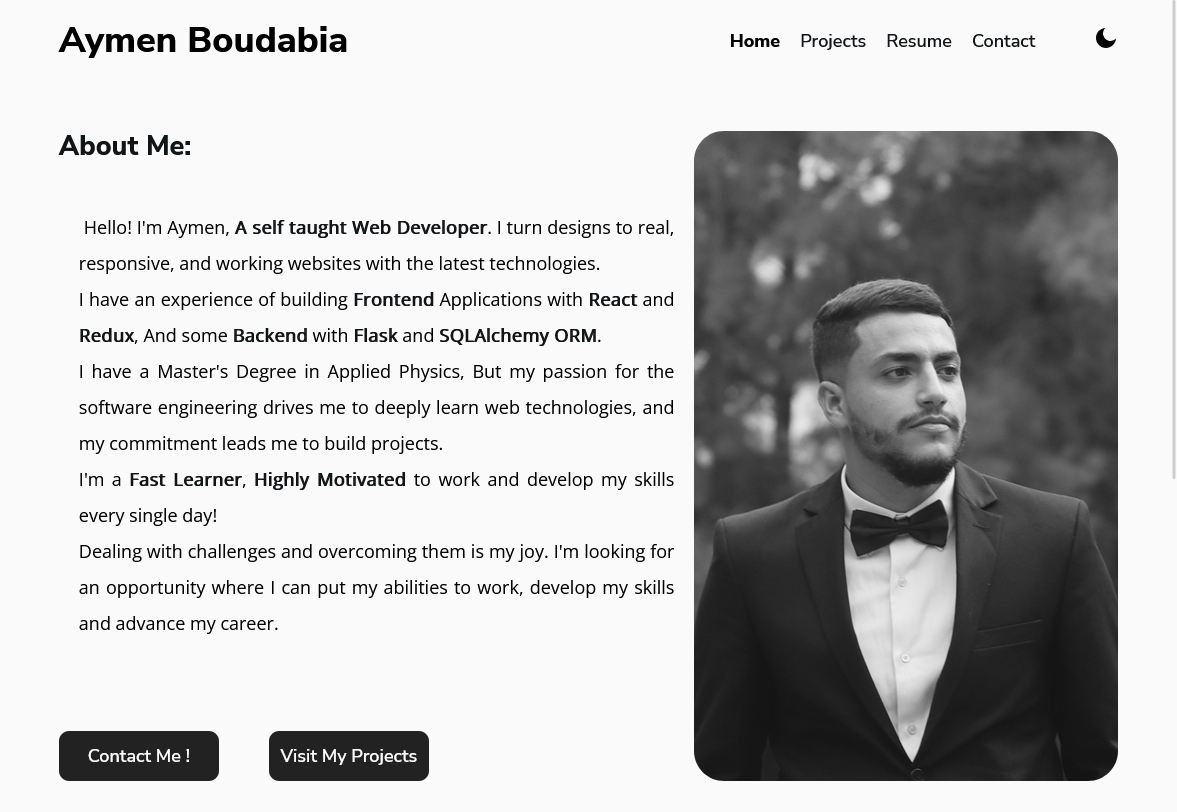 Aymen Boudabia
Home Projects Resume Contact
About Me:
Hello! I'm Aymen, A self taught Web Developer. I turn designs to real,
responsive, and working websites with the latest technologies.
I have an experience of building Frontend Applications with React and
Redux, And some Backend with Flask and SQLAlchemy ORM.
I have a Master's Degree in Applied Physics, But my passion for the
software engineering drives me to deeply learn web technologies, and
my commitment leads me to build projects.
I'm a Fast Learner, Highly Motivated to work and develop my skills
every single day!
Dealing with challenges and overcoming them is my joy. I'm looking for
an opportunity where I can put my abilities to work, develop my skills
and advance my career.
Contact Me !
Visit My Projects